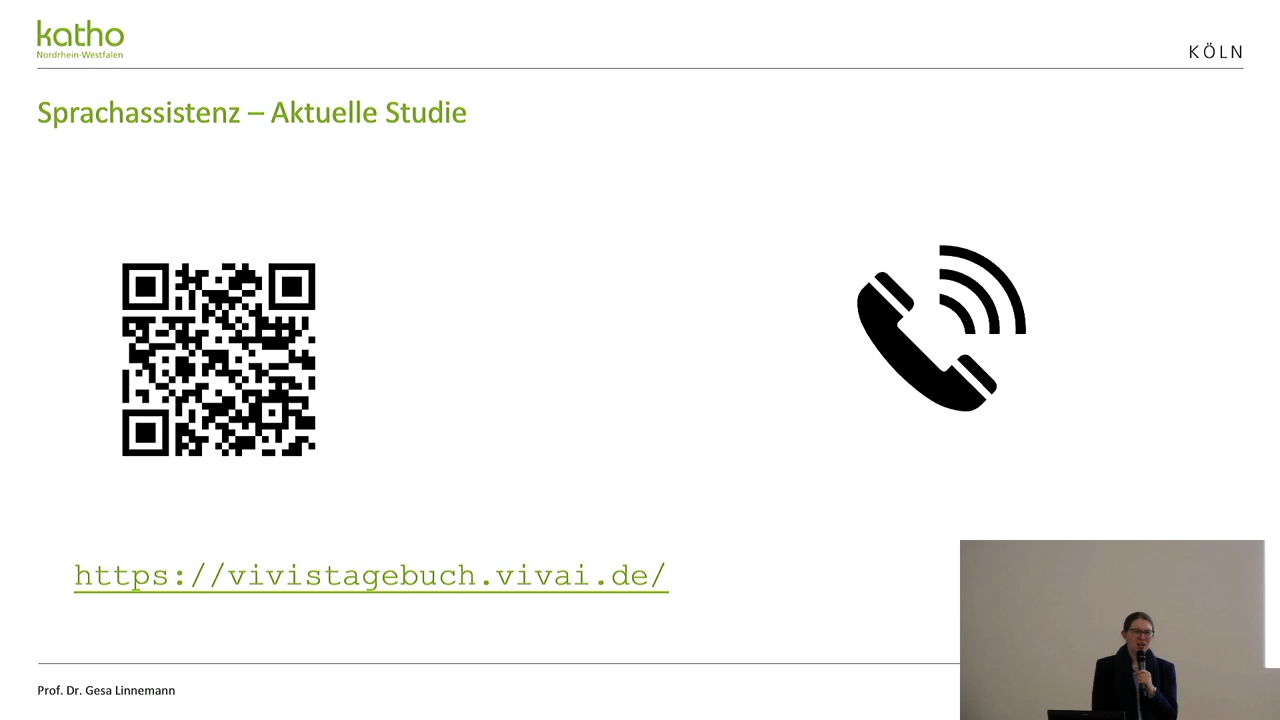 katho
Nordrhein-Westfalen
KÖLN
Sprachassistenz – Aktuelle Studie
https://vivistagebuch.vivai.de/
Prof. Dr. Gesa Linnemann